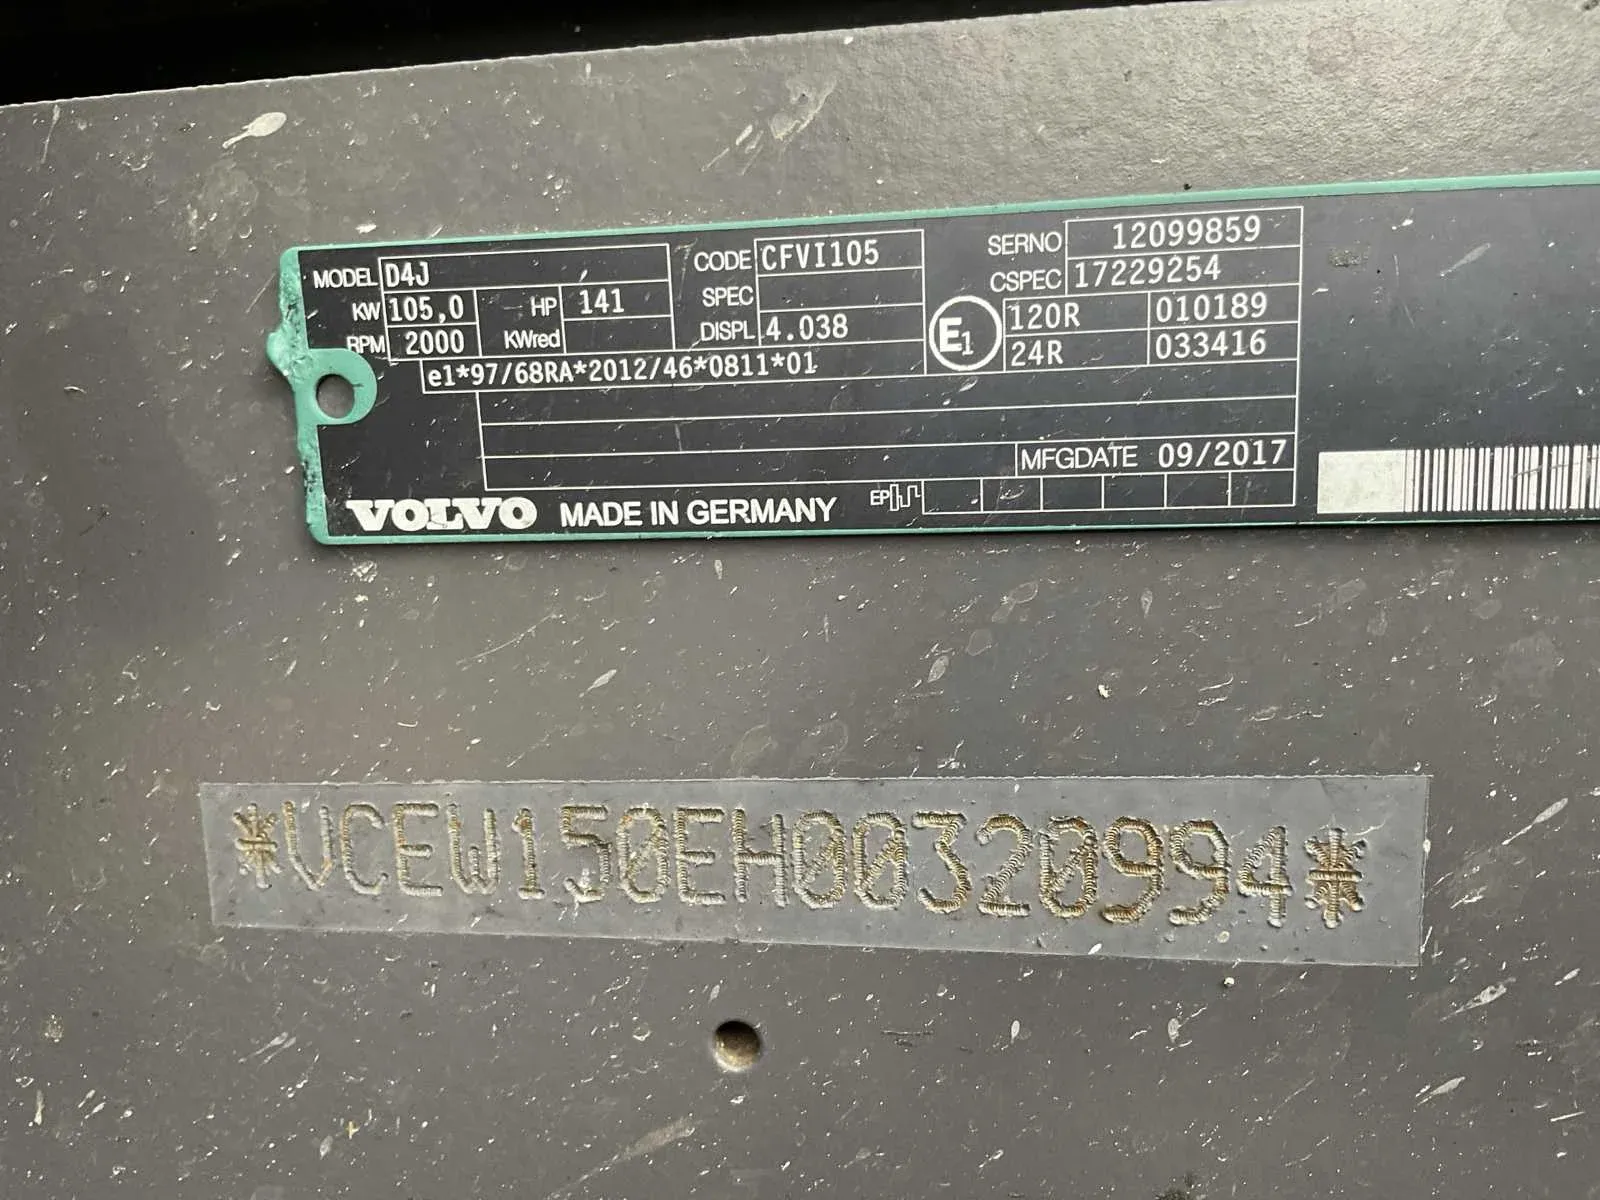 MODEL D4J
KW 105,0 HP 141
RPM 2000 KWred
CODE CFVI105
SPEC
DISPL 4.038
SERNO 12099859
CSPEC 17229254
E1 120R 010189
24R 033416
e1*97/68RA*2012/46*0811*01
MFGDATE 09/2017
VOLVO MADE IN GERMANY EP
*VCEW150EH00320994*